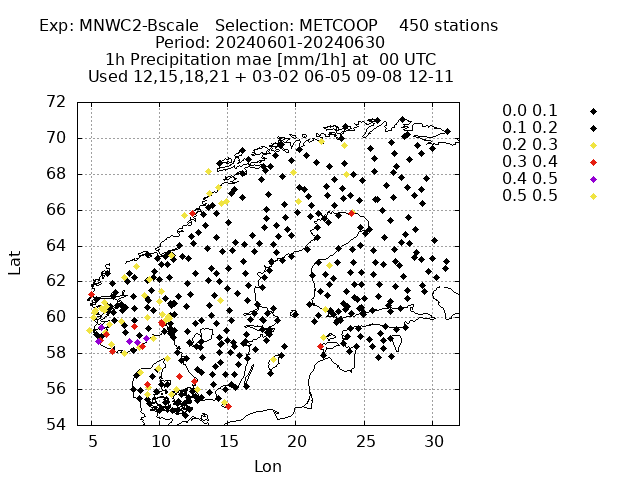 Exp: MNWC2-Bscale Selection: METCOOP 450 stations
Period: 20240601-20240630
1h Precipitation mae [mm/1h] at 00 UTC
Used 12,15,18,21 + 03-02 06-05 09-08 12-11
72
70
68
66
64
62
60
58
56
54
Lat
5 10 15 20 25 30
Lon
0.0 0.1
0.1 0.2
0.2 0.3
0.3 0.4
0.4 0.5
0.5 0.5